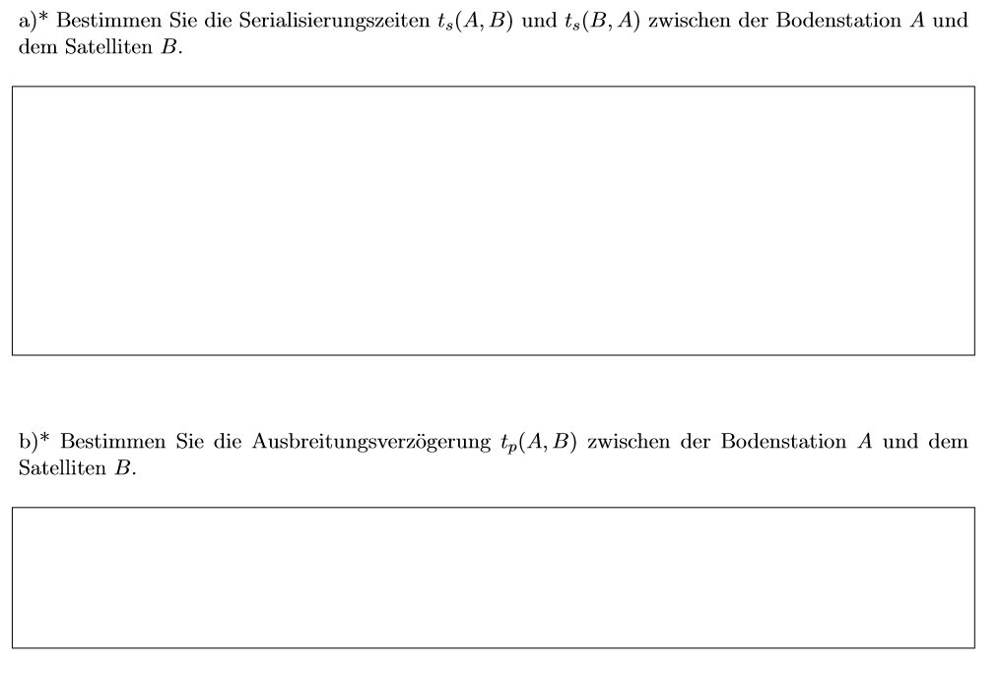 a)* Bestimmen Sie die Serialisierungszeiten t_s(A, B) und t_s(B, A) zwischen der Bodenstation A und
dem Satelliten B.
b)* Bestimmen Sie die Ausbreitungsverzögerung t_p(A, B) zwischen der Bodenstation A und dem
Satelliten B.